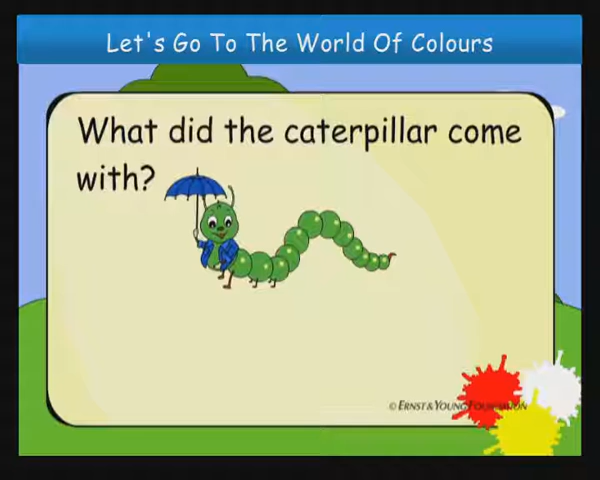 Let's Go To The World Of Colours
What did the caterpillar come
with?
© ERNST & YOUNG FOUNDATION